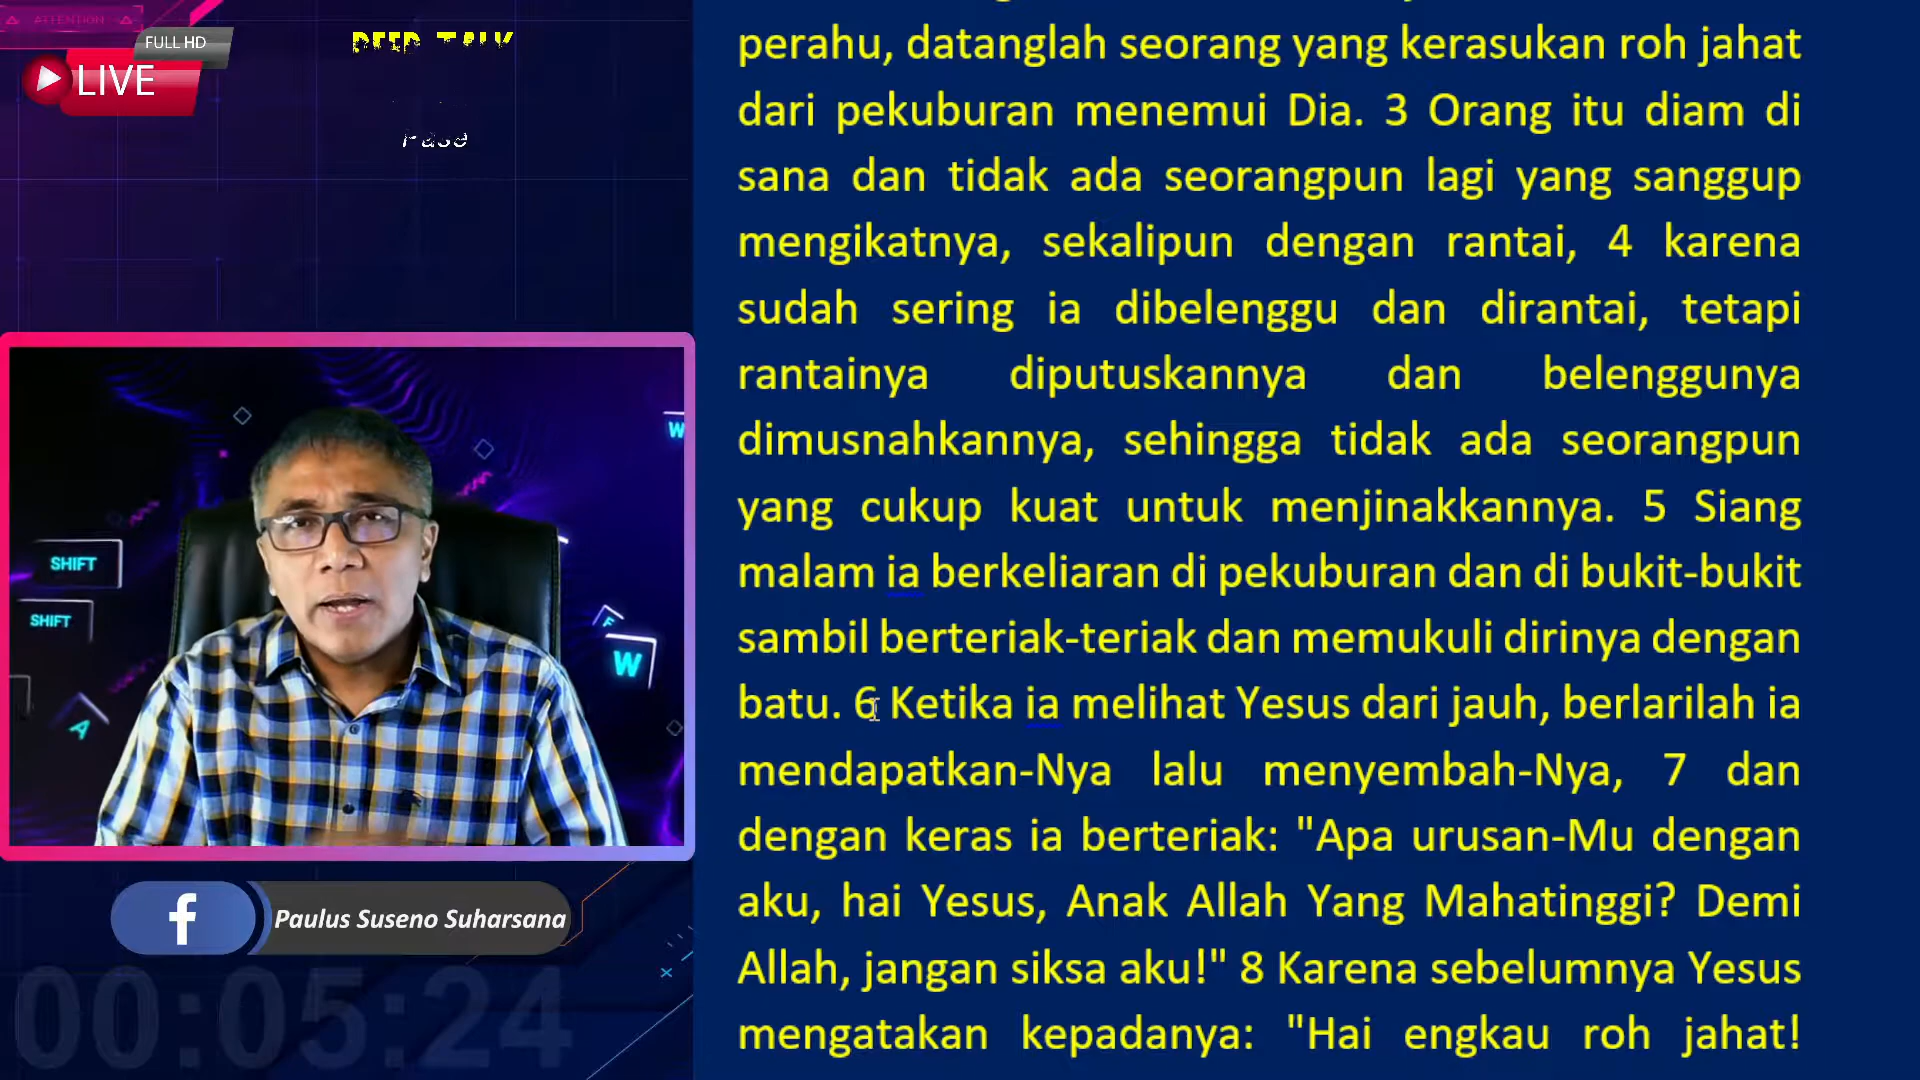 ATTENTION
FULL HD
LIVE
DEEP TALK
SHIFT
SHIFT
W
F
W
A
Paulus Suseno Suharsana
00:05:24
perahu, datanglah seorang yang kerasukan roh jahat
dari pekuburan menemui Dia. 3 Orang itu diam di
sana dan tidak ada seorangpun lagi yang sanggup
mengikatnya, sekalipun dengan rantai, 4 karena
sudah sering ia dibelenggu dan dirantai, tetapi
rantainya diputuskannya dan belenggunya
dimusnahkannya, sehingga tidak ada seorangpun
yang cukup kuat untuk menjinakkannya. 5 Siang
malam ia berkeliaran di pekuburan dan di bukit-bukit
sambil berteriak-teriak dan memukuli dirinya dengan
batu. 6 Ketika ia melihat Yesus dari jauh, berlarilah ia
mendapatkan-Nya lalu menyembah-Nya, 7 dan
dengan keras ia berteriak: "Apa urusan-Mu dengan
aku, hai Yesus, Anak Allah Yang Mahatinggi? Demi
Allah, jangan siksa aku!" 8 Karena sebelumnya Yesus
mengatakan kepadanya: "Hai engkau roh jahat!